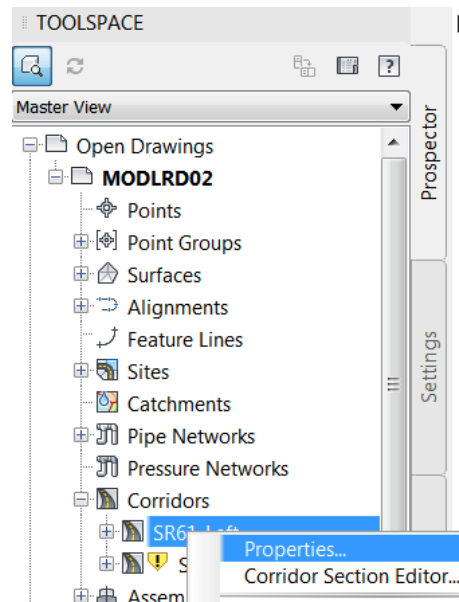 TOOLSPACE
?
Master View
Open Drawings
MODLRD02
Points
Point Groups
Surfaces
Alignments
Feature Lines
Sites
Catchments
Pipe Networks
Pressure Networks
Corridors
SR61
Properties...
Corridor Section Editor...
Prospector
Settings